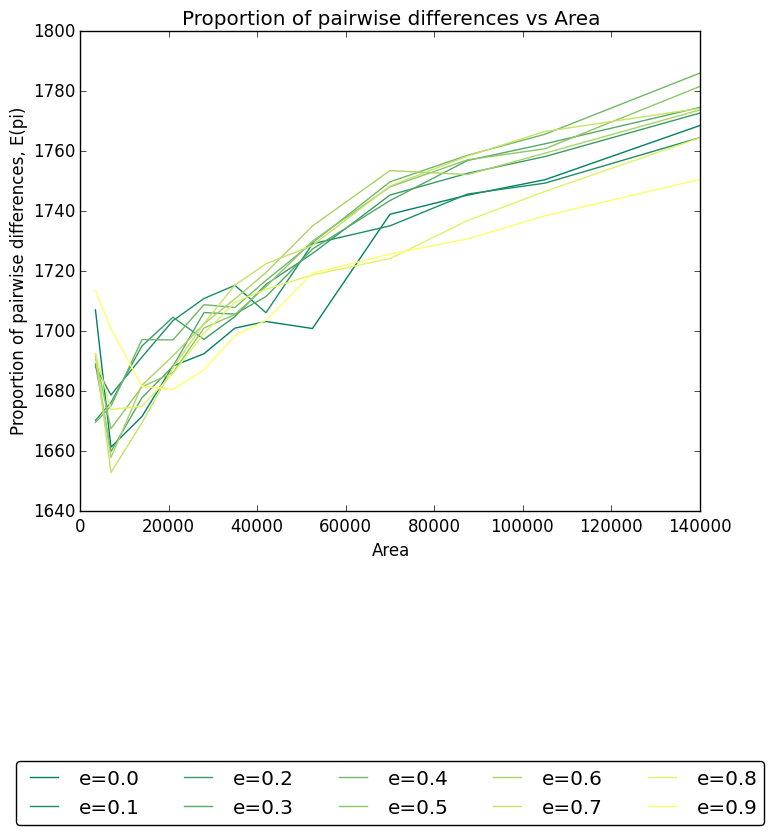 Proportion of pairwise differences vs Area
Proportion of pairwise differences, E(pi)
1800
1780
1760
1740
1720
1700
1680
1660
1640
0 20000 40000 60000 80000 100000 120000 140000
Area
e=0.0 e=0.2 e=0.4 e=0.6 e=0.8
e=0.1 e=0.3 e=0.5 e=0.7 e=0.9